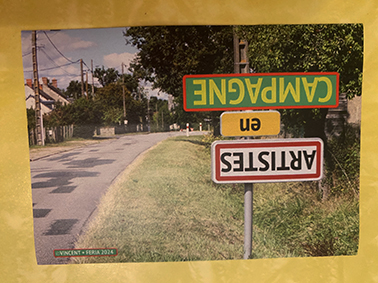 ARTISTES
en
CAMPAGNE
VINCENT + FERIA 2024